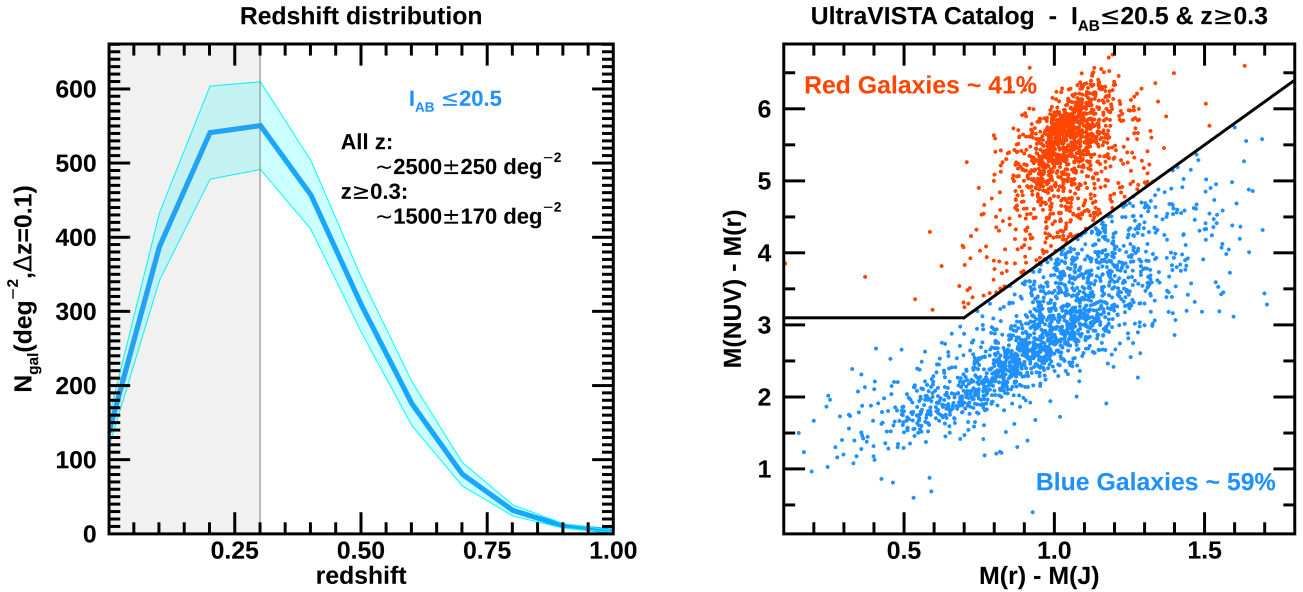 Redshift distribution
I_AB ≤20.5
All z:
~2500±250 deg⁻²
z≥0.3:
~1500±170 deg⁻²
N_gal(deg⁻²,Δz=0.1)
600
500
400
300
200
100
0
0.25 0.50 0.75 1.00
redshift
UltraVISTA Catalog - I_AB≤20.5 & z≥0.3
Red Galaxies ~ 41%
Blue Galaxies ~ 59%
M(NUV) - M(r)
6
5
4
3
2
1
0.5 1.0 1.5
M(r) - M(J)